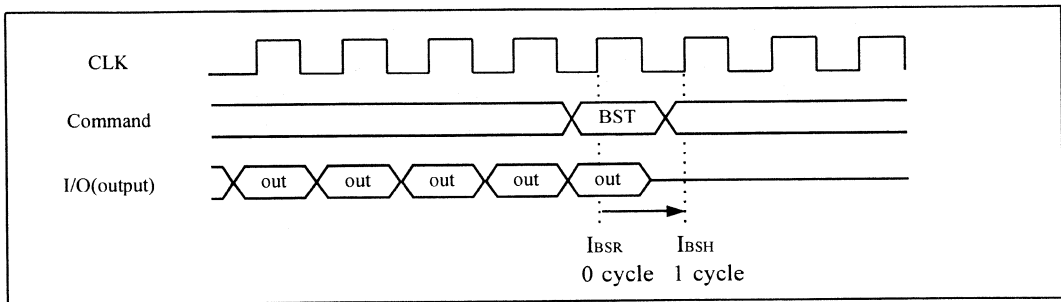 CLK
Command
BST
I/O(output)
out out out out out
IBSR IBSH
0 cycle 1 cycle